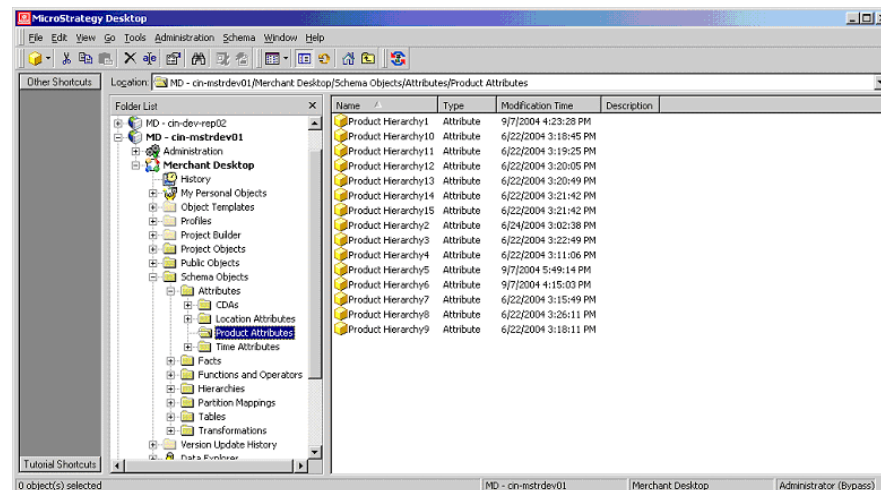 MicroStrategy Desktop
File Edit View Go Tools Administration Schema Window Help
Other Shortcuts
Location: MD - cin-mstrdev01/Merchant Desktop/Schema Objects/Attributes/Product Attributes
Folder List
MD - cin-dev-rep02
MD - cin-mstrdev01
Administration
Merchant Desktop
History
My Personal Objects
Object Templates
Profiles
Project Builder
Project Objects
Public Objects
Schema Objects
Attributes
CDAs
Location Attributes
Product Attributes
Time Attributes
Facts
Functions and Operators
Hierarchies
Partition Mappings
Tables
Transformations
Version Update History
Data Explorer
Name Type Modification Time Description
Product Hierarchy1 Attribute 9/7/2004 4:23:28 PM
Product Hierarchy10 Attribute 6/22/2004 3:18:45 PM
Product Hierarchy11 Attribute 6/22/2004 3:19:25 PM
Product Hierarchy12 Attribute 6/22/2004 3:20:05 PM
Product Hierarchy13 Attribute 6/22/2004 3:20:49 PM
Product Hierarchy14 Attribute 6/22/2004 3:21:42 PM
Product Hierarchy15 Attribute 6/22/2004 3:21:42 PM
Product Hierarchy2 Attribute 6/24/2004 3:02:38 PM
Product Hierarchy3 Attribute 6/22/2004 3:22:49 PM
Product Hierarchy4 Attribute 6/22/2004 3:11:06 PM
Product Hierarchy5 Attribute 9/7/2004 5:49:14 PM
Product Hierarchy6 Attribute 9/7/2004 4:15:03 PM
Product Hierarchy7 Attribute 6/22/2004 3:15:49 PM
Product Hierarchy8 Attribute 6/22/2004 3:26:11 PM
Product Hierarchy9 Attribute 6/22/2004 3:18:11 PM
Tutorial Shortcuts
0 object(s) selected MD - cin-mstrdev01 Merchant Desktop Administrator (Bypass)